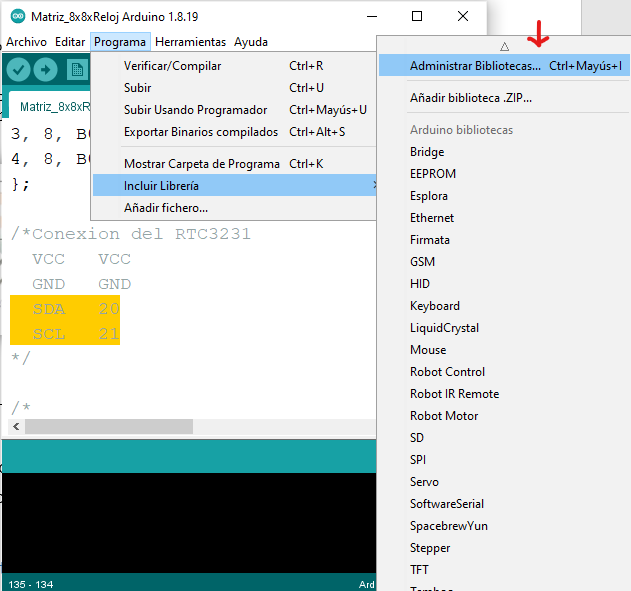 Matriz_8x8xReloj Arduino 1.8.19
Archivo Editar Programa Herramientas Ayuda
Verificar/Compilar Ctrl+R
Subir Ctrl+U
Subir Usando Programador Ctrl+Mayús+U
Exportar Binarios compilados Ctrl+Alt+S
Mostrar Carpeta de Programa Ctrl+K
Incluir Librería
Añadir fichero...
Administrar Bibliotecas... Ctrl+Mayús+I
Añadir biblioteca .ZIP...
Arduino bibliotecas
Bridge
EEPROM
Esplora
Ethernet
Firmata
GSM
HID
Keyboard
LiquidCrystal
Mouse
Robot Control
Robot IR Remote
Robot Motor
SD
SPI
Servo
SoftwareSerial
SpacebrewYun
Stepper
TFT
Matriz_8x8xR
3, 8, B
4, 8, B
};
/*Conexion del RTC3231
VCC VCC
GND GND
SDA 20
SCL 21
*/
/*
135 - 134 Ard